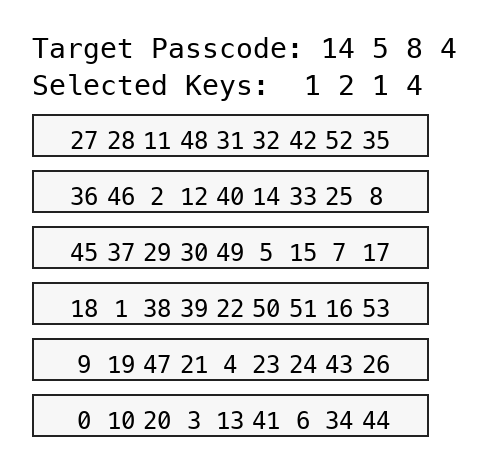 Target Passcode: 14 5 8 4
Selected Keys: 1 2 1 4
27 28 11 48 31 32 42 52 35
36 46 2 12 40 14 33 25 8
45 37 29 30 49 5 15 7 17
18 1 38 39 22 50 51 16 53
9 19 47 21 4 23 24 43 26
0 10 20 3 13 41 6 34 44